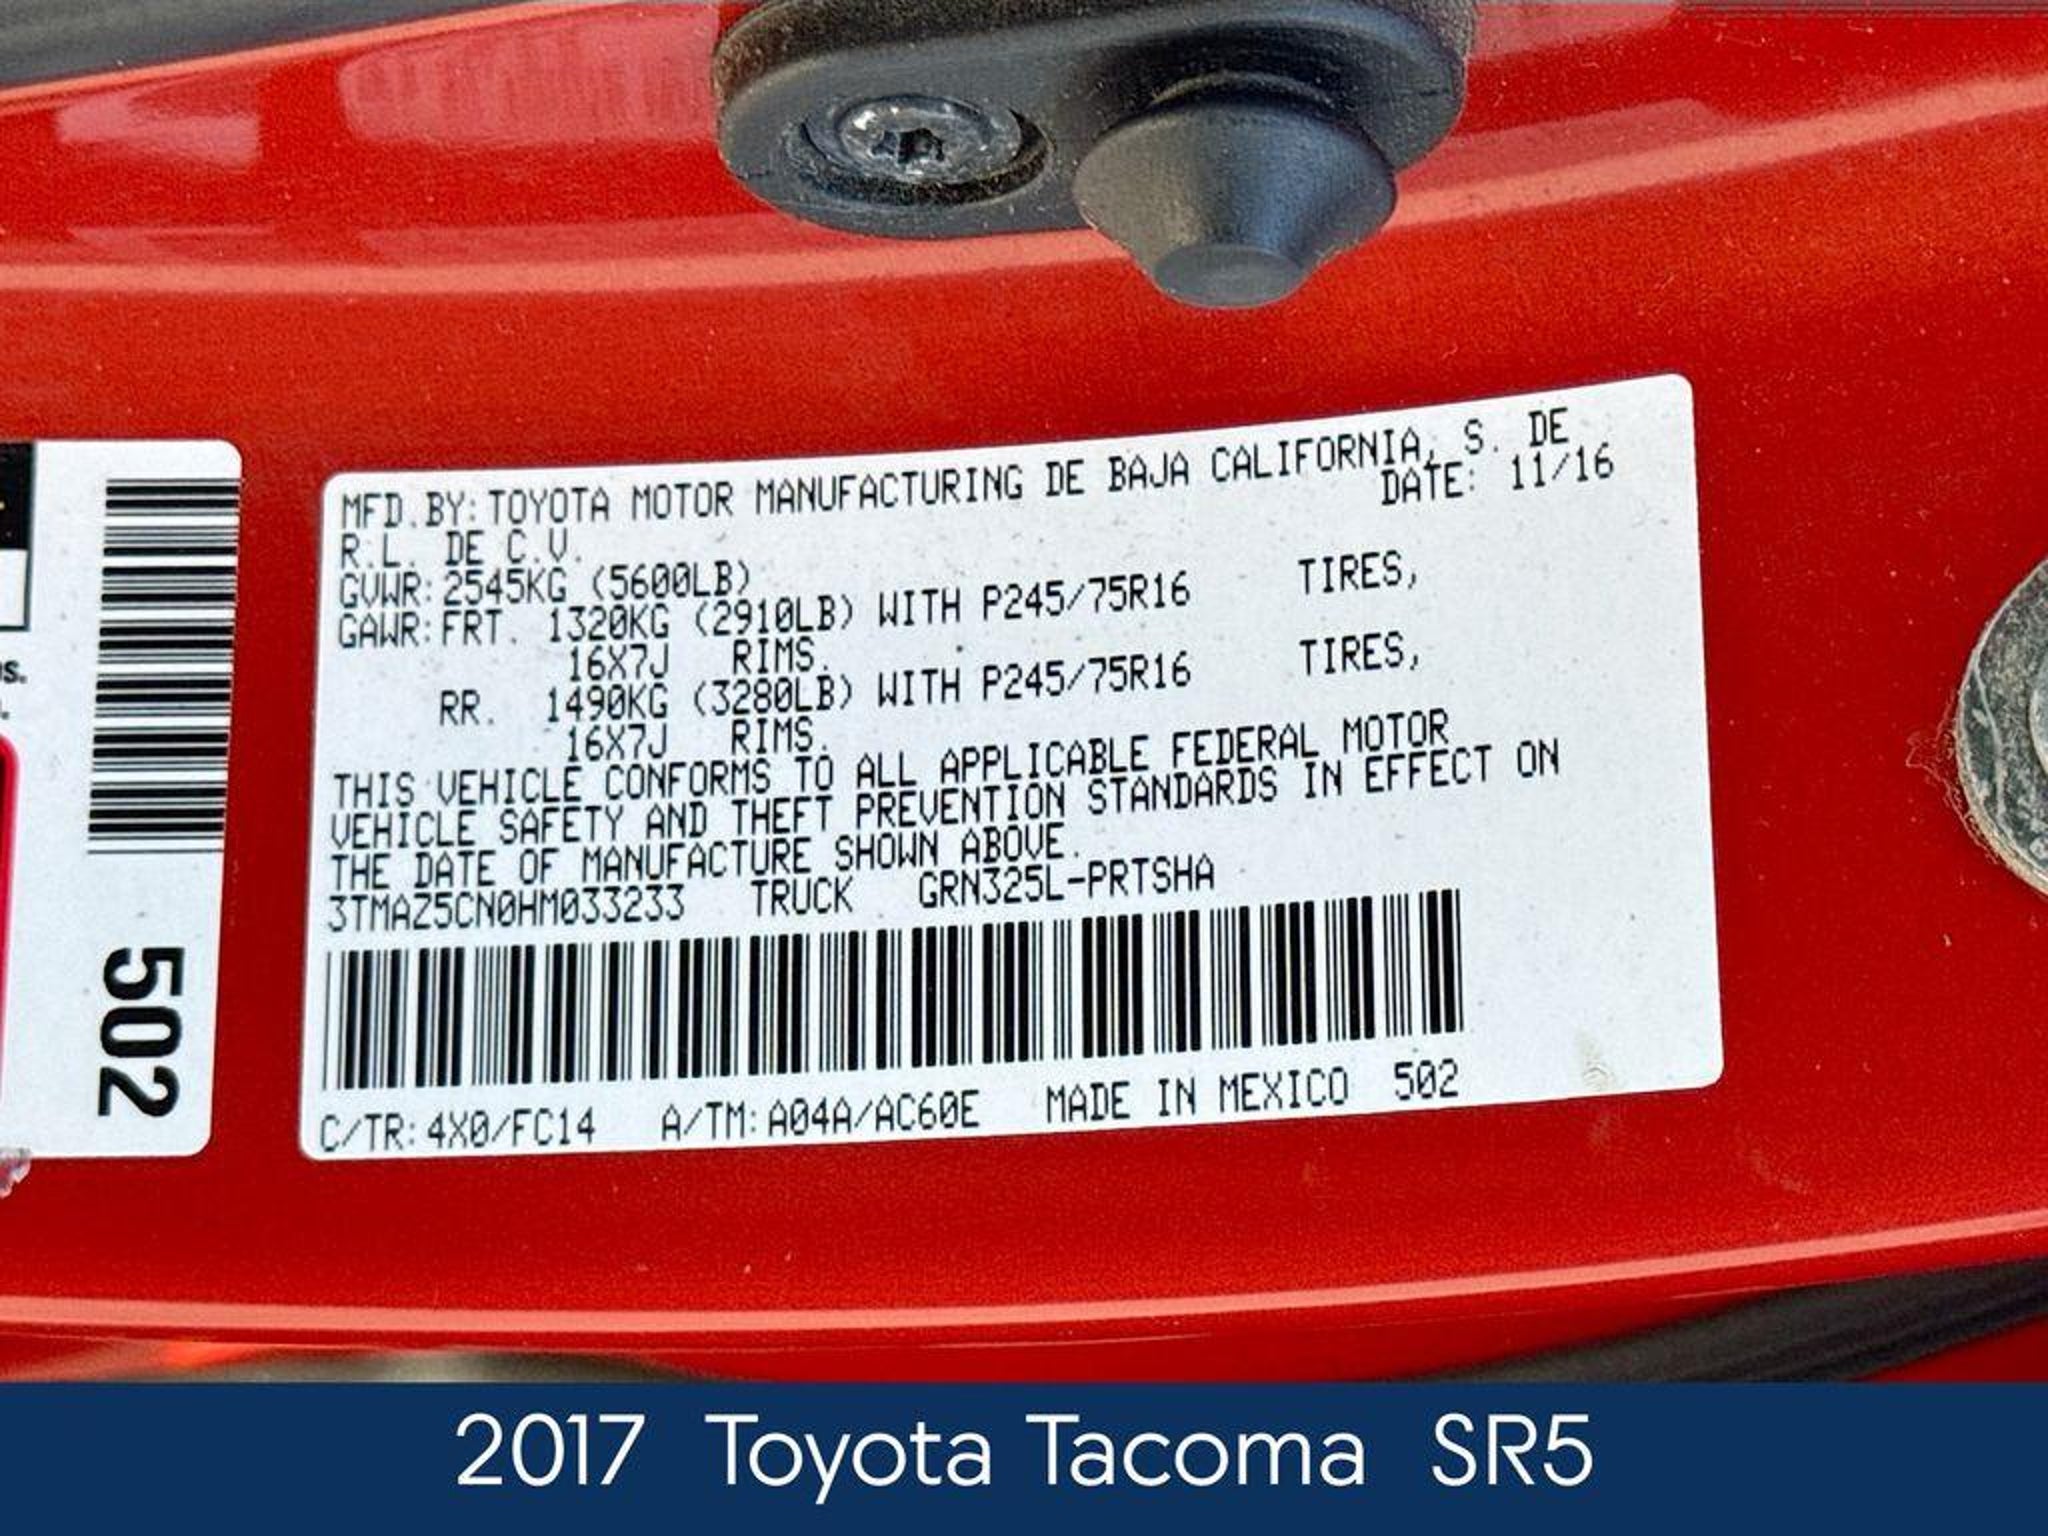 MFD.BY:TOYOTA MOTOR MANUFACTURING DE BAJA CALIFORNIA, S. DE
R.L. DE C.V. DATE: 11/16
GVWR:2545KG (5600LB)
GAWR:FRT. 1320KG (2910LB) WITH P245/75R16 TIRES,
16X7J RIMS.
RR. 1490KG (3280LB) WITH P245/75R16 TIRES,
16X7J RIMS.
THIS VEHICLE CONFORMS TO ALL APPLICABLE FEDERAL MOTOR
VEHICLE SAFETY AND THEFT PREVENTION STANDARDS IN EFFECT ON
THE DATE OF MANUFACTURE SHOWN ABOVE.
3TMAZ5CN0HM033233 TRUCK GRN325L-PRTSHA
C/TR:4X0/FC14 A/TM:A04A/AC60E MADE IN MEXICO 502
502
2017 Toyota Tacoma SR5